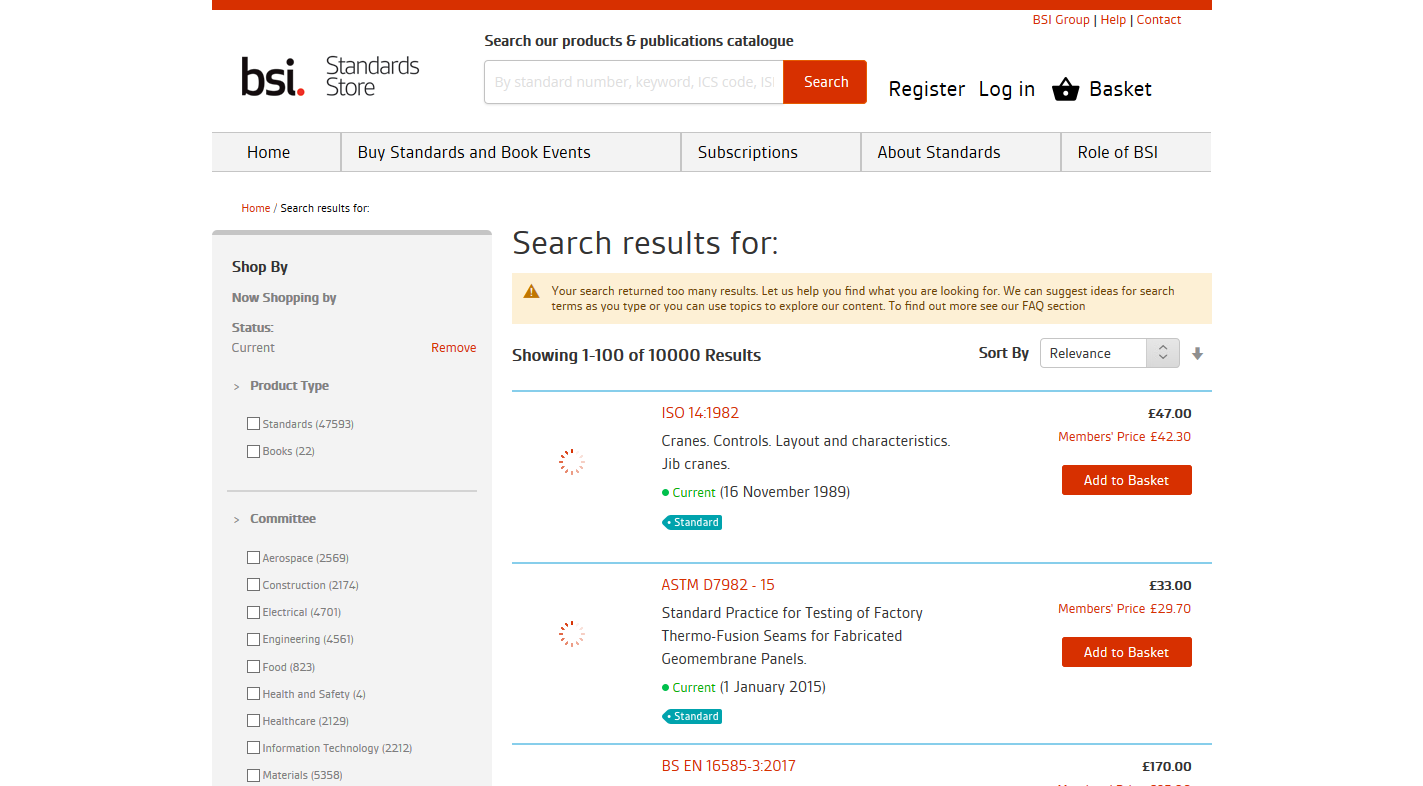 BSI Group | Help | Contact
Search our products & publications catalogue
bsi. Standards Store
By standard number, keyword, ICS code, ISI
Search
Register Log in Basket
Home
Buy Standards and Book Events
Subscriptions
About Standards
Role of BSI
Home / Search results for:
Shop By
Now Shopping by
Status:
Current
Remove
> Product Type
Standards (47593)
Books (22)
> Committee
Aerospace (2569)
Construction (2174)
Electrical (4701)
Engineering (4561)
Food (823)
Health and Safety (4)
Healthcare (2129)
Information Technology (2212)
Materials (5358)
Search results for:
Your search returned too many results. Let us help you find what you are looking for. We can suggest ideas for search
terms as you type or you can use topics to explore our content. To find out more see our FAQ section
Showing 1-100 of 10000 Results
Sort By
Relevance
ISO 14:1982
Cranes. Controls. Layout and characteristics.
Jib cranes.
Current (16 November 1989)
Standard
£47.00
Members' Price £42.30
Add to Basket
ASTM D7982 - 15
Standard Practice for Testing of Factory
Thermo-Fusion Seams for Fabricated
Geomembrane Panels.
Current (1 January 2015)
Standard
£33.00
Members' Price £29.70
Add to Basket
BS EN 16585-3:2017
£170.00